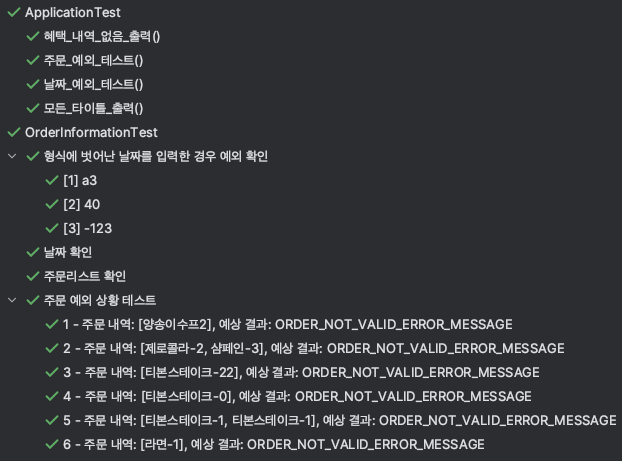 ApplicationTest
혜택_내역_없음_출력()
주문_예외_테스트()
날짜_예외_테스트()
모든_타이틀_출력()
OrderInformationTest
형식에 벗어난 날짜를 입력한 경우 예외 확인
[1] a3
[2] 40
[3] -123
날짜 확인
주문리스트 확인
주문 예외 상황 테스트
1 - 주문 내역: [양송이수프2], 예상 결과: ORDER_NOT_VALID_ERROR_MESSAGE
2 - 주문 내역: [제로콜라-2, 샴페인-3], 예상 결과: ORDER_NOT_VALID_ERROR_MESSAGE
3 - 주문 내역: [티본스테이크-22], 예상 결과: ORDER_NOT_VALID_ERROR_MESSAGE
4 - 주문 내역: [티본스테이크-0], 예상 결과: ORDER_NOT_VALID_ERROR_MESSAGE
5 - 주문 내역: [티본스테이크-1, 티본스테이크-1], 예상 결과: ORDER_NOT_VALID_ERROR_MESSAGE
6 - 주문 내역: [라면-1], 예상 결과: ORDER_NOT_VALID_ERROR_MESSAGE